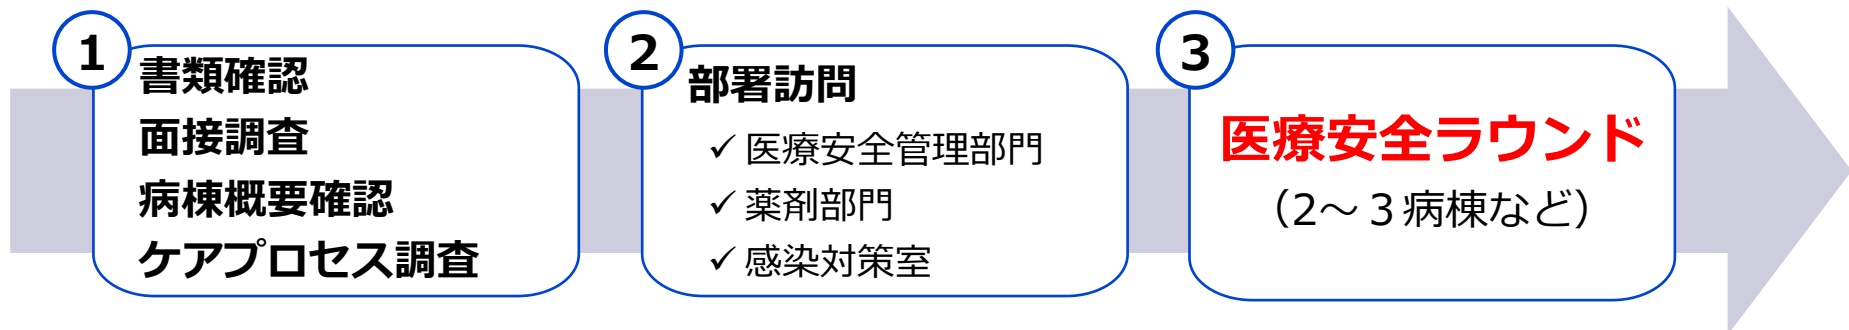 1
書類確認
面接調査
病棟概要確認
ケアプロセス調査
2
部署訪問
✓ 医療安全管理部門
✓ 薬剤部門
✓ 感染対策室
3
医療安全ラウンド
（2～３病棟など）